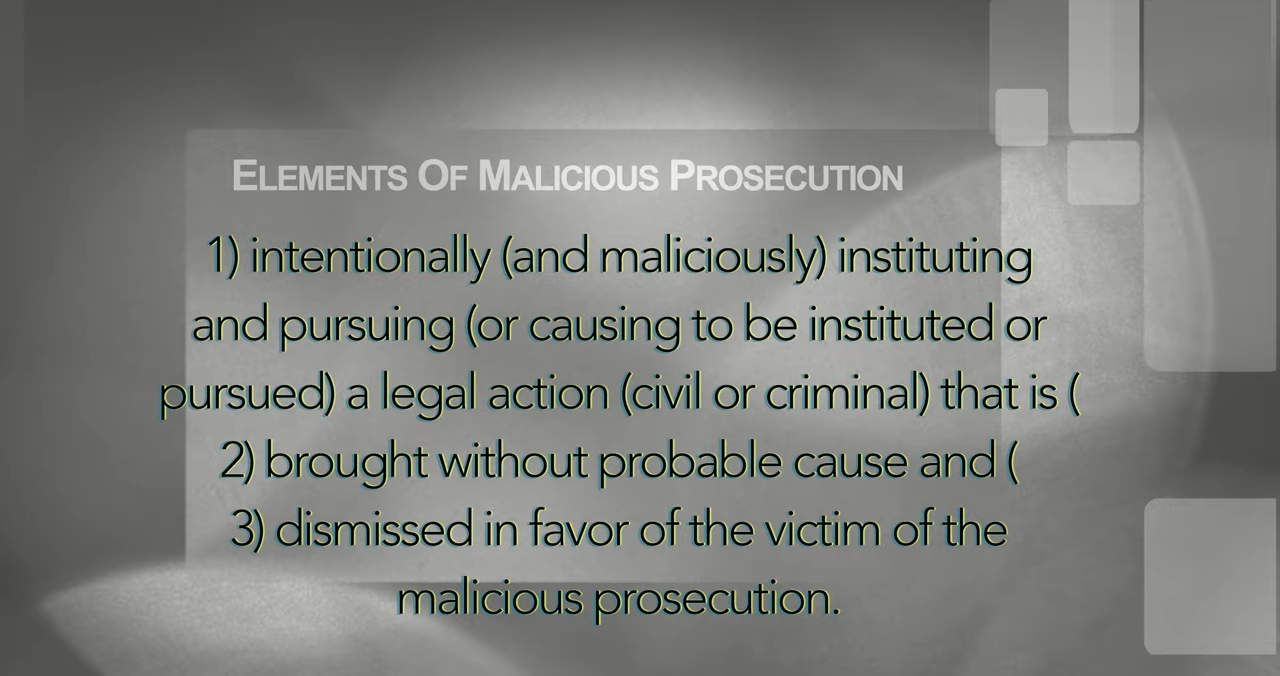 Elements Of Malicious Prosecution
1) intentionally (and maliciously) instituting
and pursuing (or causing to be instituted or
pursued) a legal action (civil or criminal) that is (
2) brought without probable cause and (
3) dismissed in favor of the victim of the
malicious prosecution.